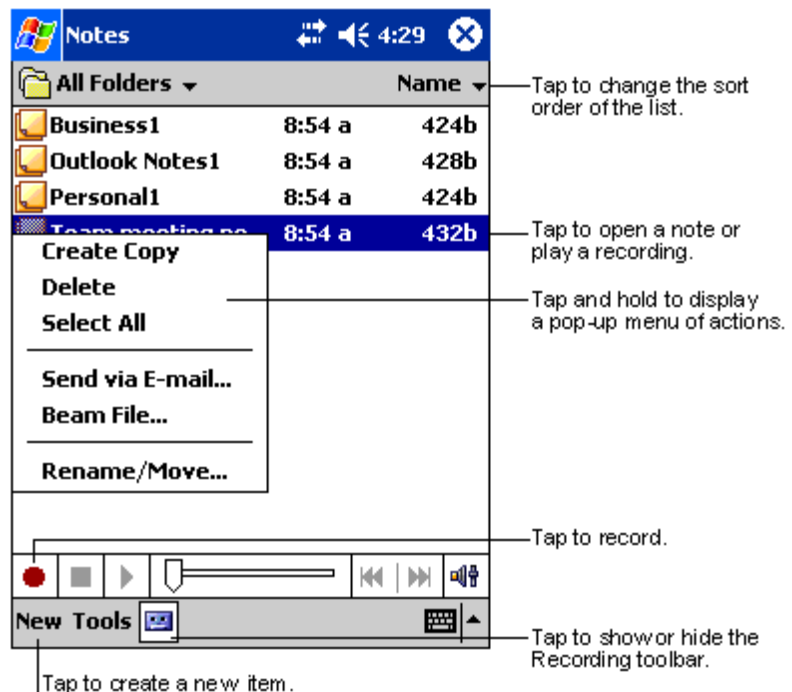 Notes 4:29
All Folders Name
Tap to change the sort
order of the list.
Business1 8:54 a 424b
Outlook Notes1 8:54 a 428b
Personal1 8:54 a 424b
Team meeting no 8:54 a 432b
Tap to open a note or
play a recording.
Create Copy
Delete
Select All
Tap and hold to display
a pop-up menu of actions.
Send via E-mail...
Beam File...
Rename/Move...
Tap to record.
New Tools
Tap to show or hide the
Recording toolbar.
Tap to create a new item.